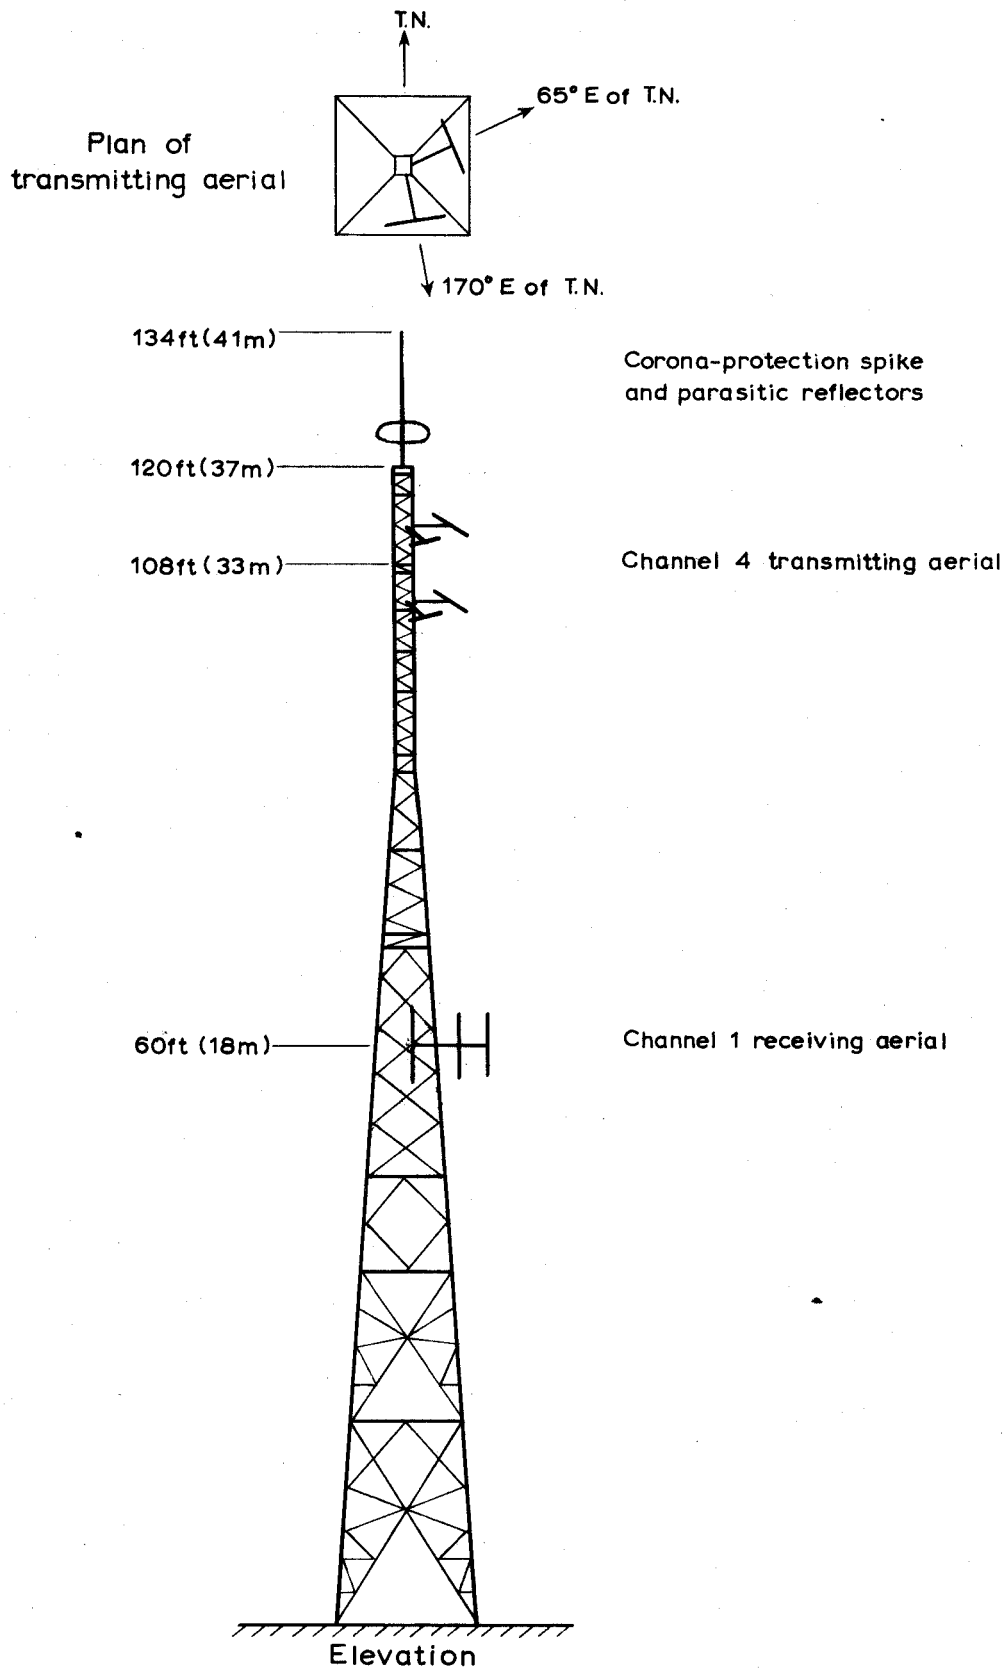 T.N.
65° E of T.N.
Plan of
transmitting aerial
170° E of T.N.
134ft (41m)
Corona-protection spike
and parasitic reflectors
120ft (37m)
108ft (33m)
Channel 4 transmitting aerial
60ft (18m)
Channel 1 receiving aerial
Elevation